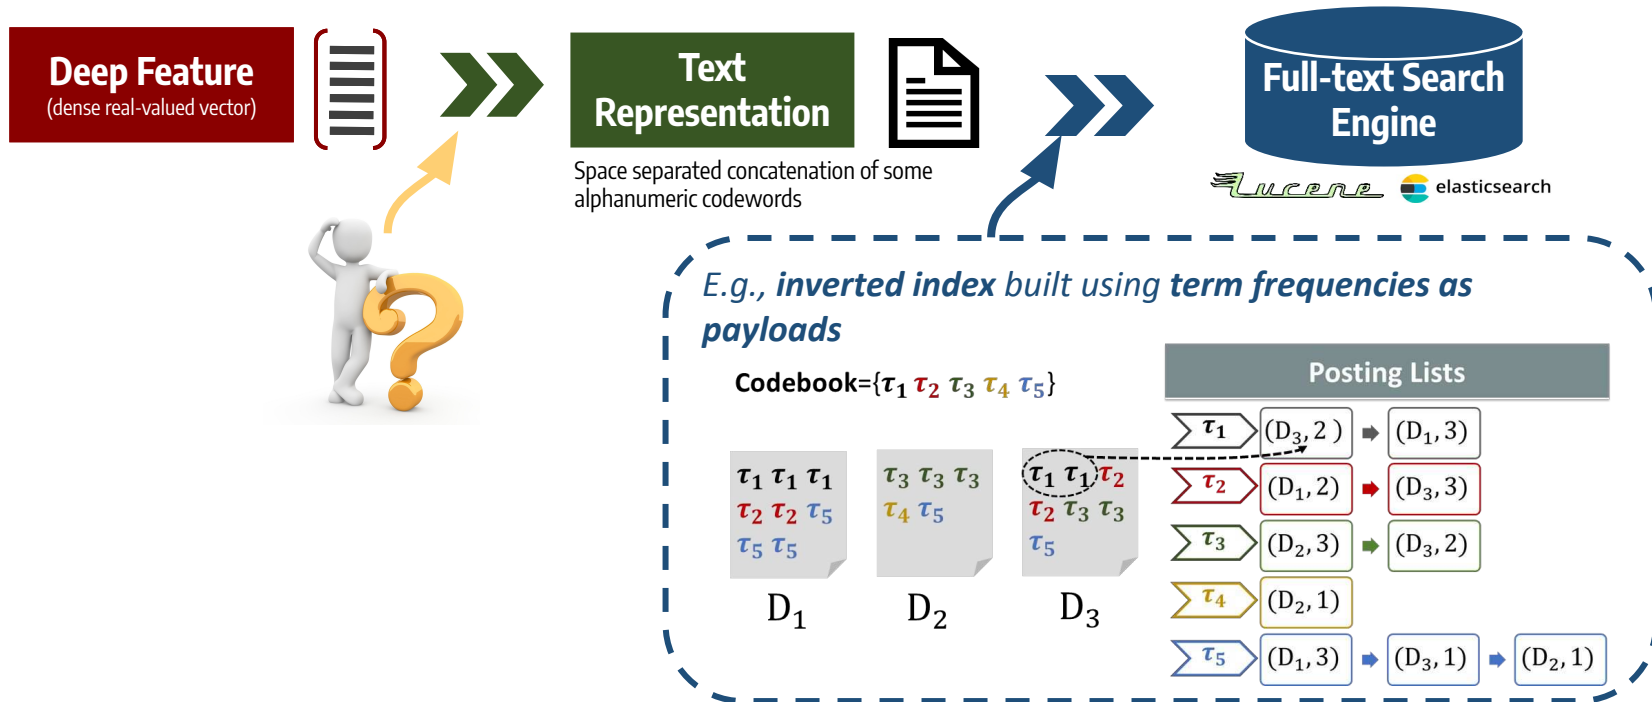 Deep Feature
(dense real-valued vector)
Text
Representation
Space separated concatenation of some
alphanumeric codewords
Full-text Search
Engine
Lucene
elasticsearch
E.g., inverted index built using term frequencies as
payloads
Codebook={τ1 τ2 τ3 τ4 τ5}
τ1 τ1 τ1
τ2 τ2 τ5
τ5 τ5
D1
τ3 τ3 τ3
τ4 τ5
D2
τ1 τ1 τ2
τ2 τ3 τ3
τ5
D3
Posting Lists
τ1 (D3, 2 ) (D1, 3)
τ2 (D1, 2) (D3, 3)
τ3 (D2, 3) (D3, 2)
τ4 (D2, 1)
τ5 (D1, 3) (D3, 1) (D2, 1)